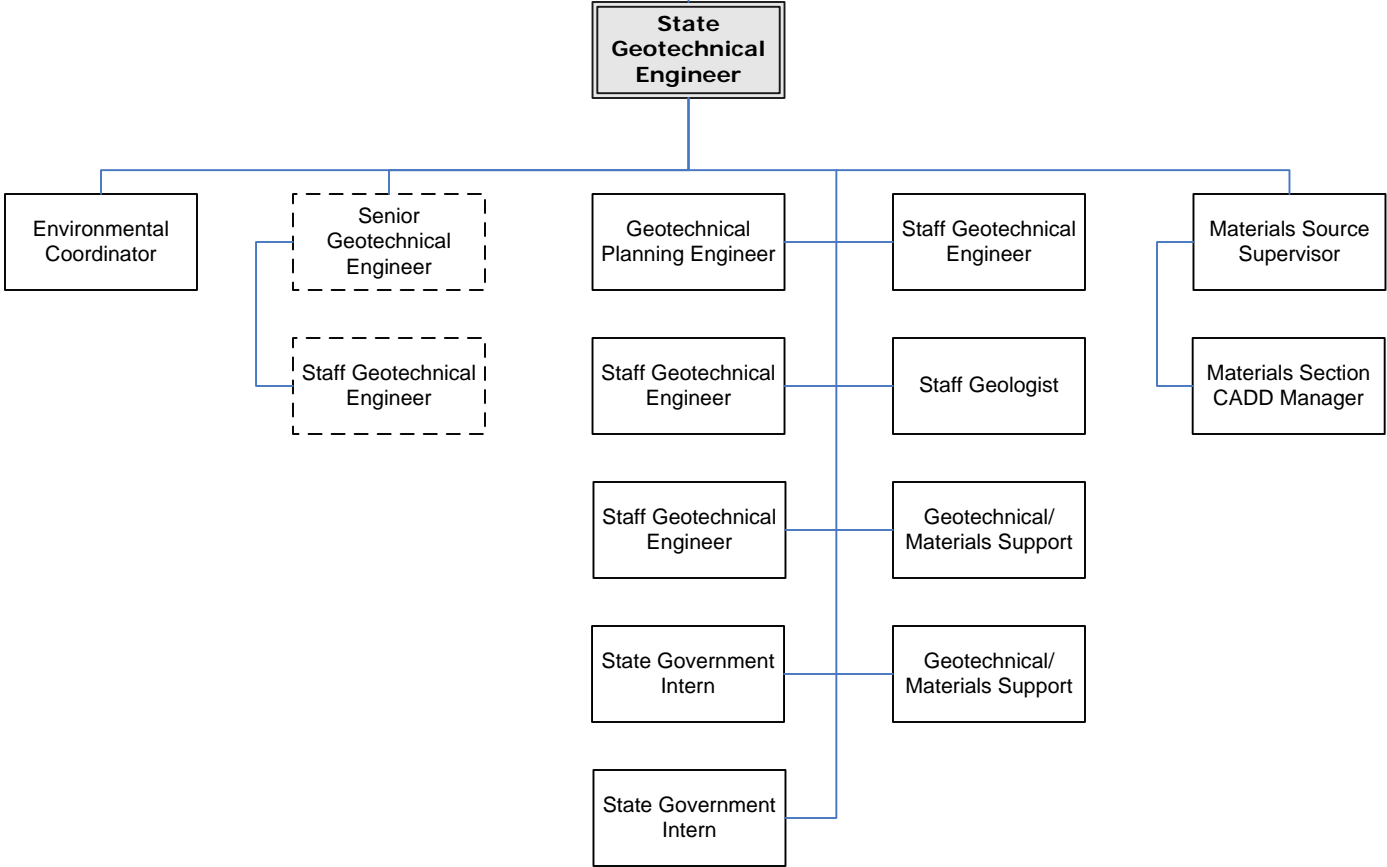 State
Geotechnical
Engineer
Environmental
Coordinator
Senior
Geotechnical
Engineer
Geotechnical
Planning Engineer
Staff Geotechnical
Engineer
Materials Source
Supervisor
Staff Geotechnical
Engineer
Staff Geotechnical
Engineer
Staff Geologist
Materials Section
CADD Manager
Staff Geotechnical
Engineer
Geotechnical/
Materials Support
State Government
Intern
Geotechnical/
Materials Support
State Government
Intern